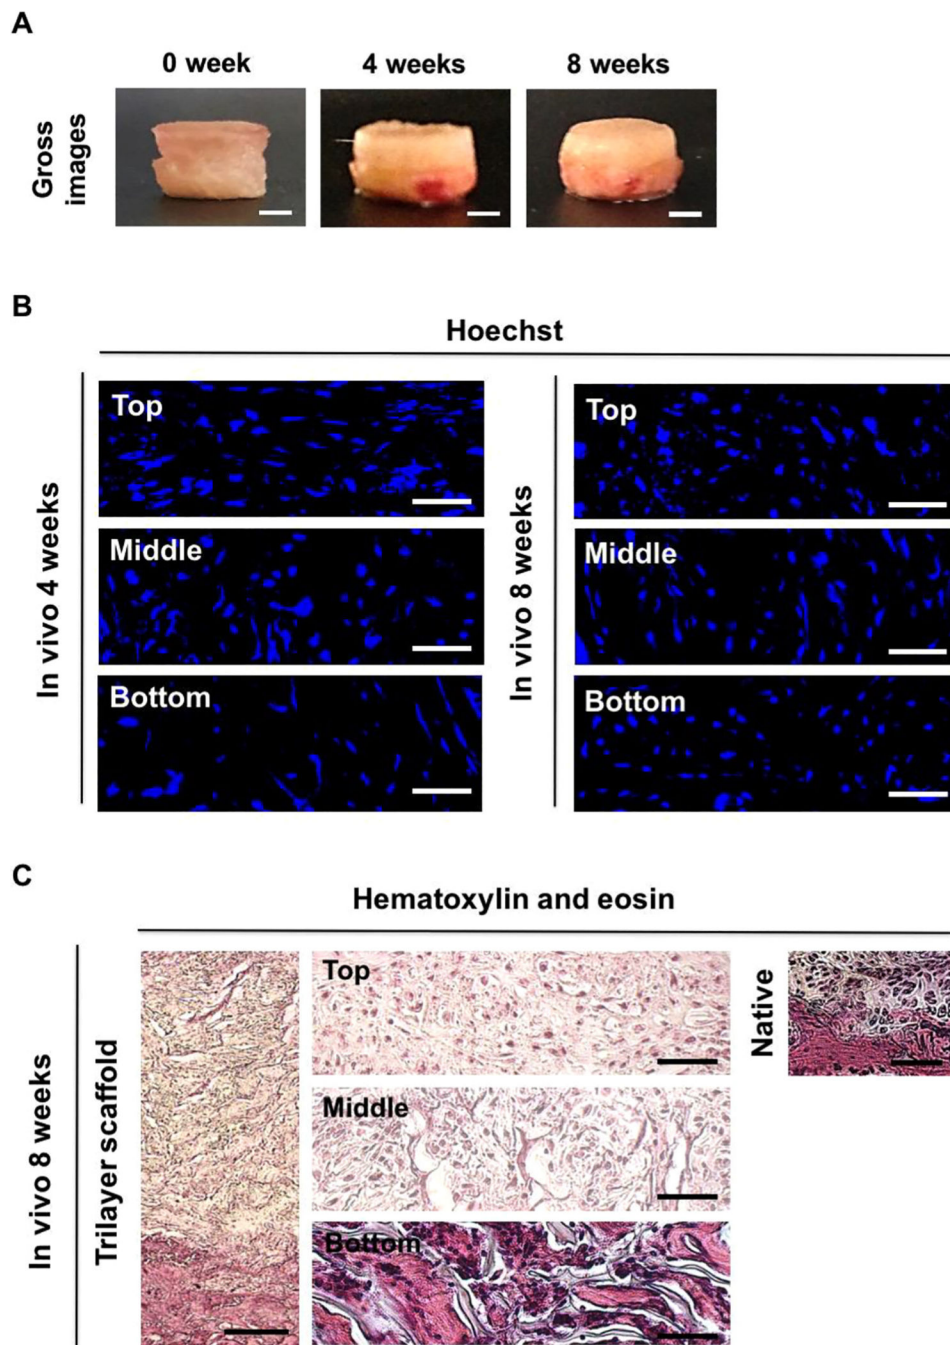 A
0 week
4 weeks
8 weeks
Gross
images
B
Hoechst
In vivo 4 weeks
Top
Middle
Bottom
In vivo 8 weeks
Top
Middle
Bottom
C
Hematoxylin and eosin
In vivo 8 weeks
Trilayer scaffold
Top
Middle
Bottom
Native